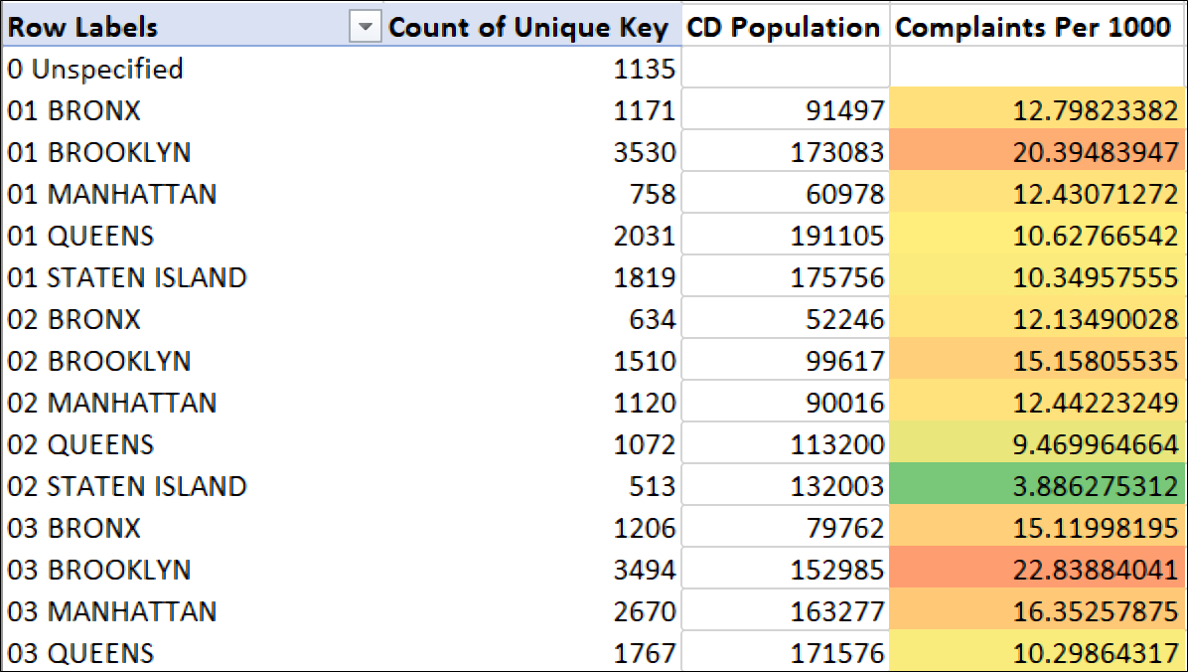 Row Labels Count of Unique Key CD Population Complaints Per 1000
0 Unspecified 1135
01 BRONX 1171 91497 12.79823382
01 BROOKLYN 3530 173083 20.39483947
01 MANHATTAN 758 60978 12.43071272
01 QUEENS 2031 191105 10.62766542
01 STATEN ISLAND 1819 175756 10.34957555
02 BRONX 634 52246 12.13490028
02 BROOKLYN 1510 99617 15.15805535
02 MANHATTAN 1120 90016 12.44223249
02 QUEENS 1072 113200 9.469964664
02 STATEN ISLAND 513 132003 3.886275312
03 BRONX 1206 79762 15.11998195
03 BROOKLYN 3494 152985 22.83884041
03 MANHATTAN 2670 163277 16.35257875
03 QUEENS 1767 171576 10.29864317